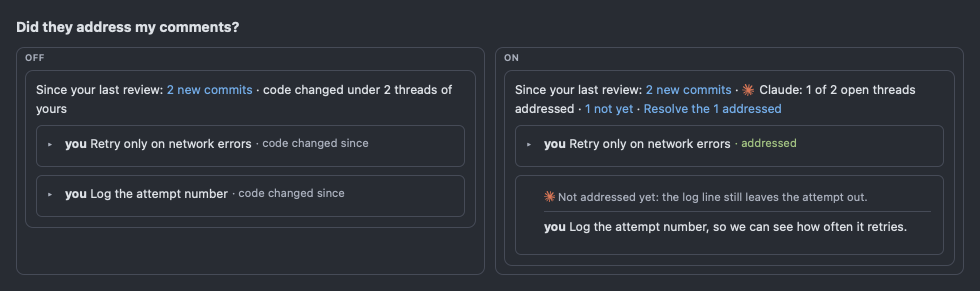 Did they address my comments?
OFF
Since your last review: 2 new commits · code changed under 2 threads of
yours
▸ you Retry only on network errors · code changed since
▸ you Log the attempt number · code changed since
ON
Since your last review: 2 new commits · Claude: 1 of 2 open threads
addressed · 1 not yet · Resolve the 1 addressed
▸ you Retry only on network errors · addressed
Not addressed yet: the log line still leaves the attempt out.
you Log the attempt number, so we can see how often it retries.